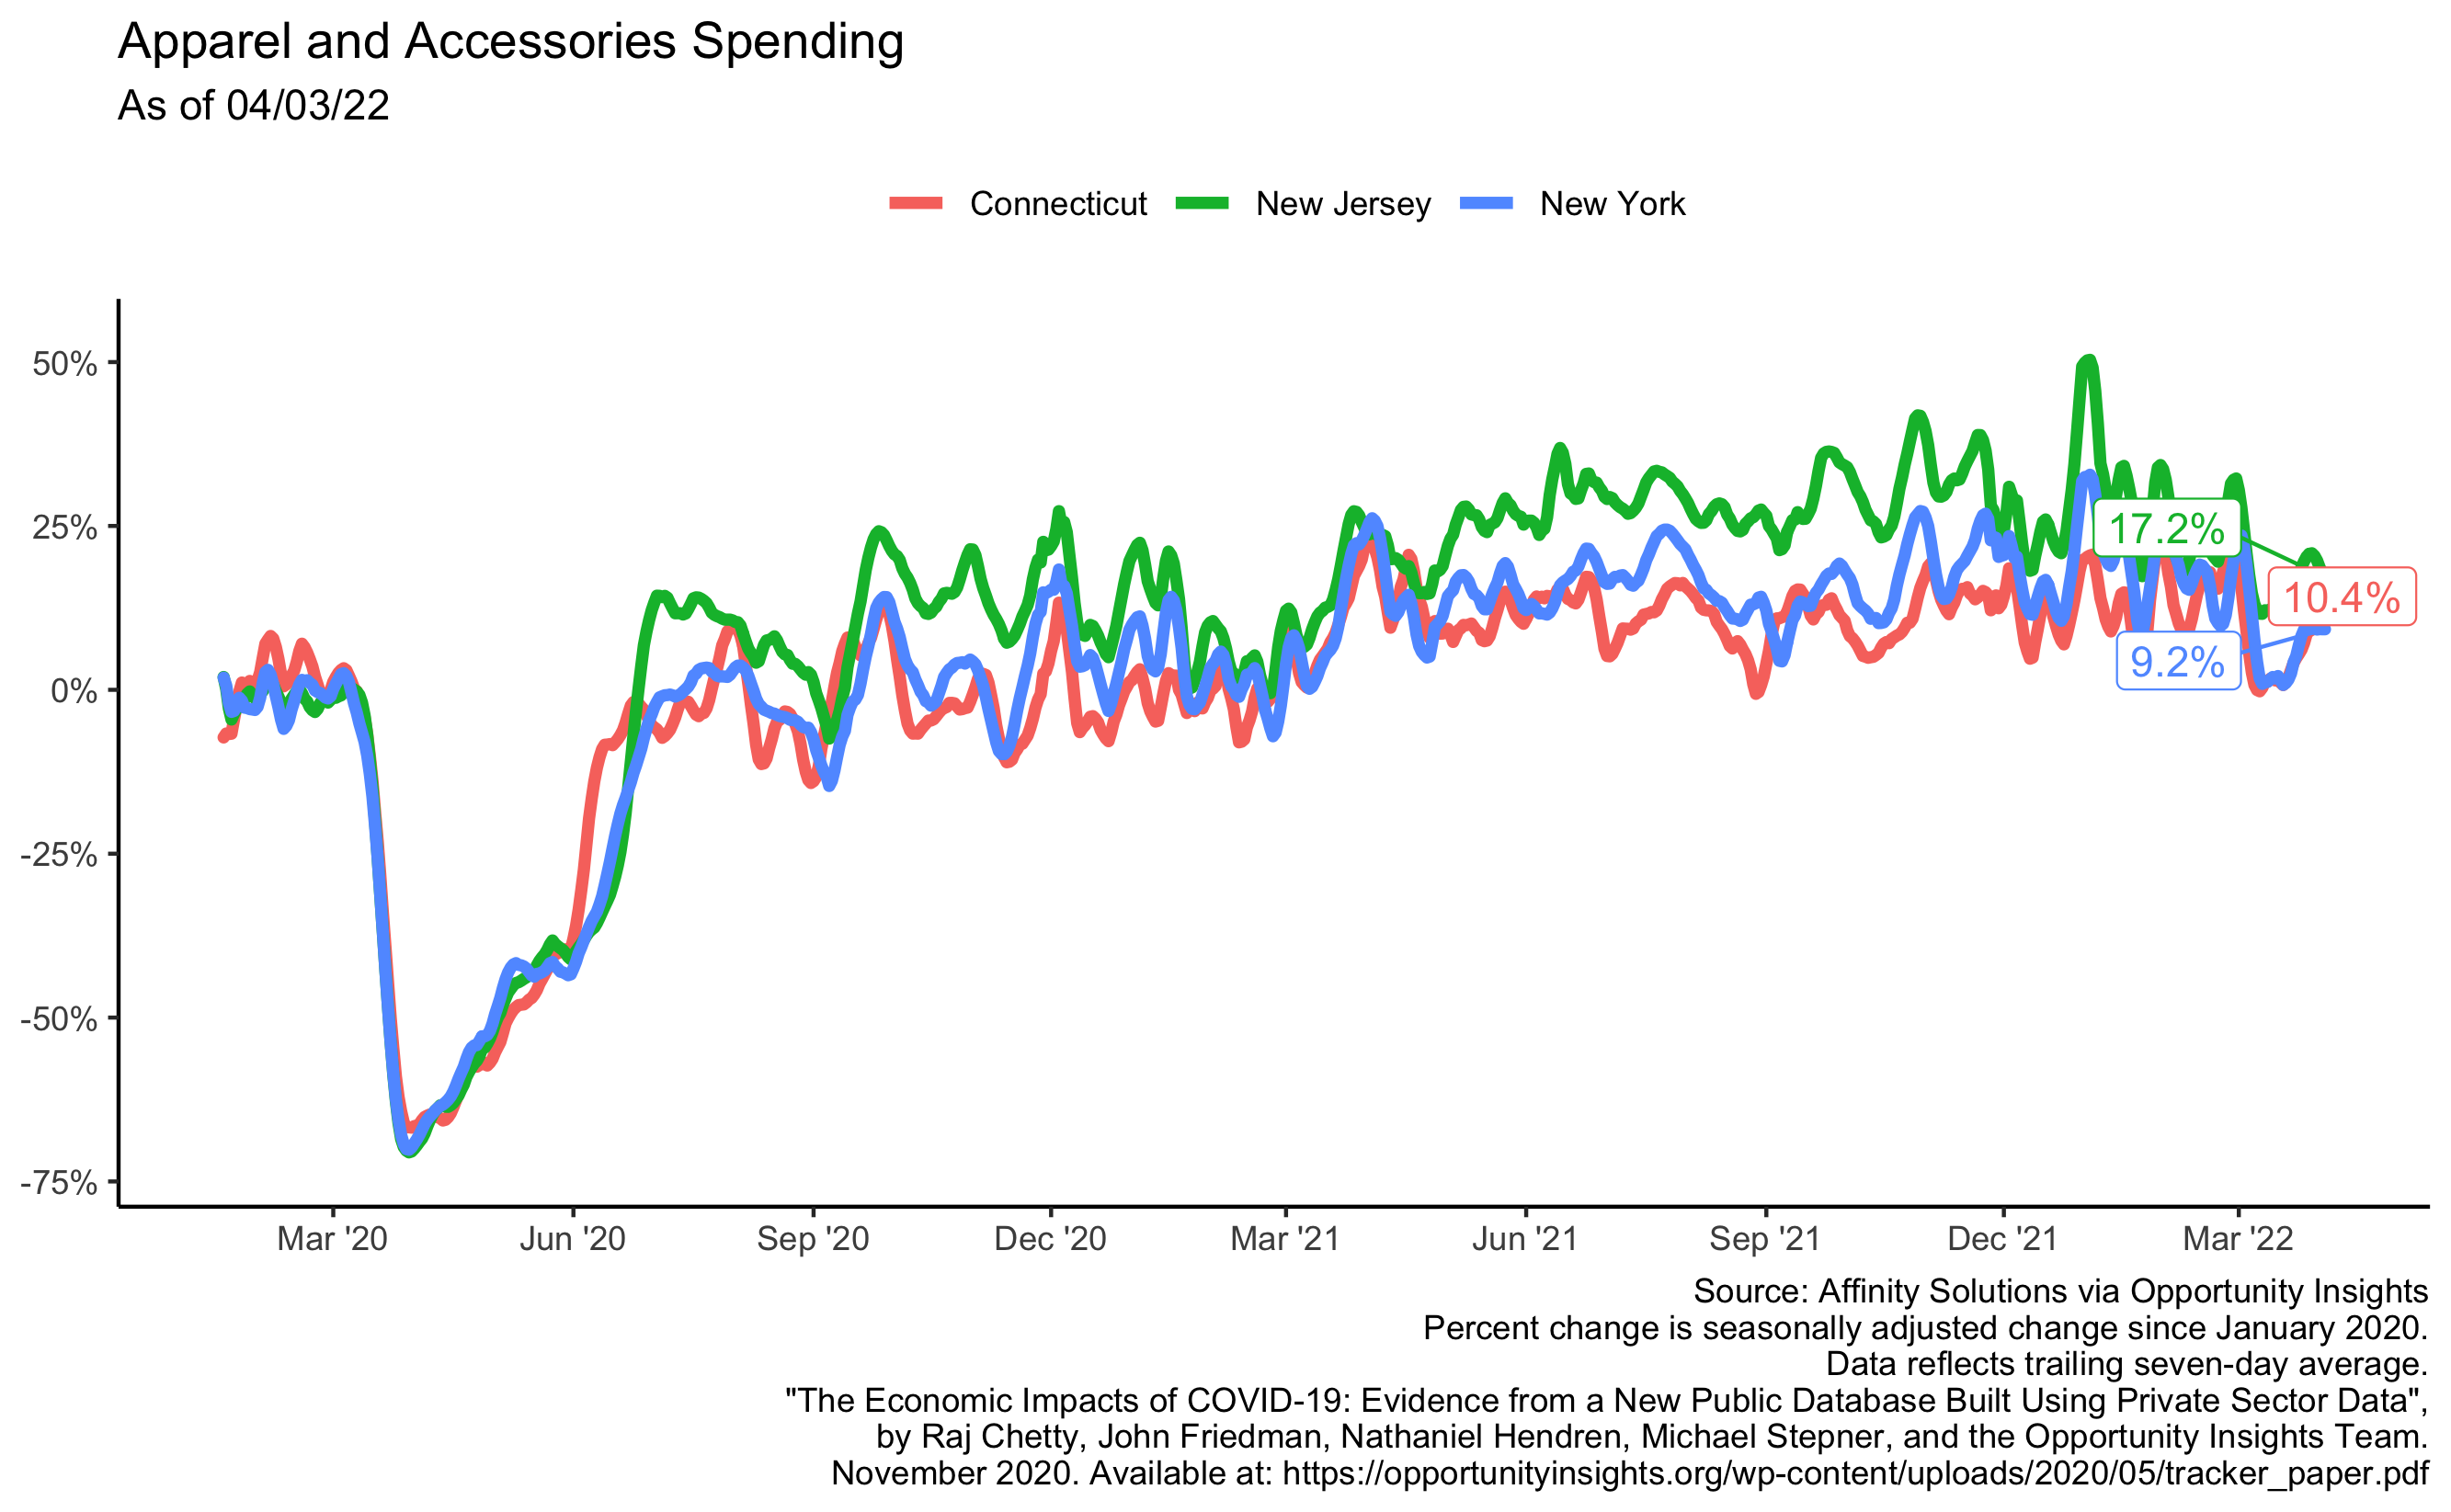 Apparel and Accessories Spending
As of 04/03/22
Connecticut New Jersey New York
50%
25%
0%
-25%
-50%
-75%
17.2%
10.4%
9.2%
Mar '20 Jun '20 Sep '20 Dec '20 Mar '21 Jun '21 Sep '21 Dec '21 Mar '22
Source: Affinity Solutions via Opportunity Insights
Percent change is seasonally adjusted change since January 2020.
Data reflects trailing seven-day average.
"The Economic Impacts of COVID-19: Evidence from a New Public Database Built Using Private Sector Data",
by Raj Chetty, John Friedman, Nathaniel Hendren, Michael Stepner, and the Opportunity Insights Team.
November 2020. Available at: https://opportunityinsights.org/wp-content/uploads/2020/05/tracker_paper.pdf